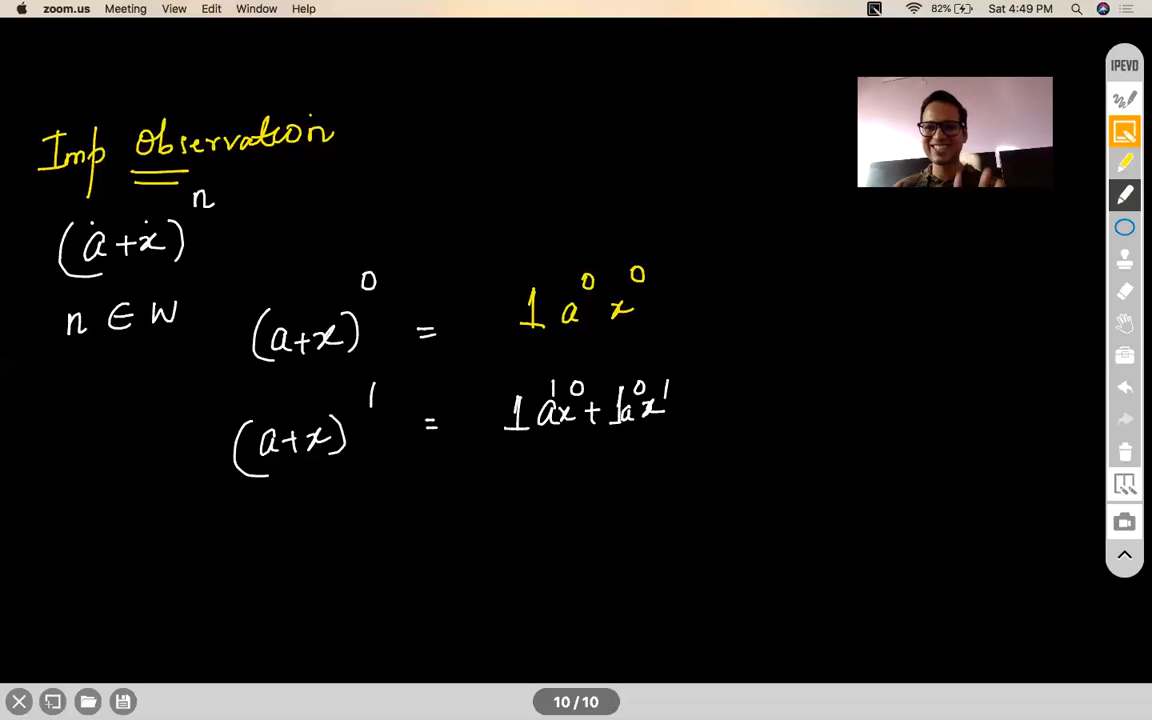 zoom.us Meeting View Edit Window Help 82% Sat 4:49 PM
IPEVO
Imp Observation
(a+x)^n
n ∈ W
(a+x)^0 = 1 a^0 x^0
(a+x)^1 = 1 a^1 x^0 + 1 a^0 x^1
10 / 10